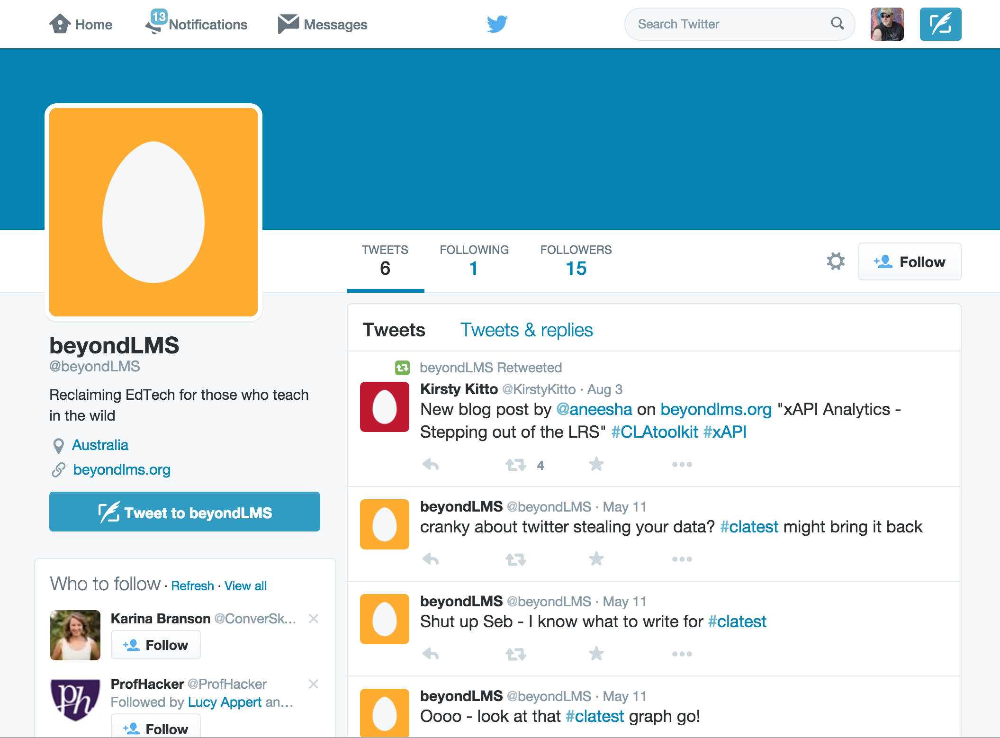 Home
13
Notifications
Messages
Search Twitter
TWEETS
6
FOLLOWING
1
FOLLOWERS
15
Follow
beyondLMS
@beyondLMS
Reclaiming EdTech for those who teach
in the wild
Australia
beyondlms.org
Tweet to beyondLMS
Who to follow · Refresh · View all
Karina Branson @ConverSk...
Follow
ph
ProfHacker @ProfHacker
Followed by Lucy Appert an...
Follow
Tweets
Tweets & replies
beyondLMS Retweeted
Kirsty Kitto @KirstyKitto · Aug 3
New blog post by @aneesha on beyondlms.org "xAPI Analytics -
Stepping out of the LRS" #CLAtoolkit #xAPI
4
beyondLMS @beyondLMS · May 11
cranky about twitter stealing your data? #clatest might bring it back
beyondLMS @beyondLMS · May 11
Shut up Seb - I know what to write for #clatest
beyondLMS @beyondLMS · May 11
Oooo - look at that #clatest graph go!